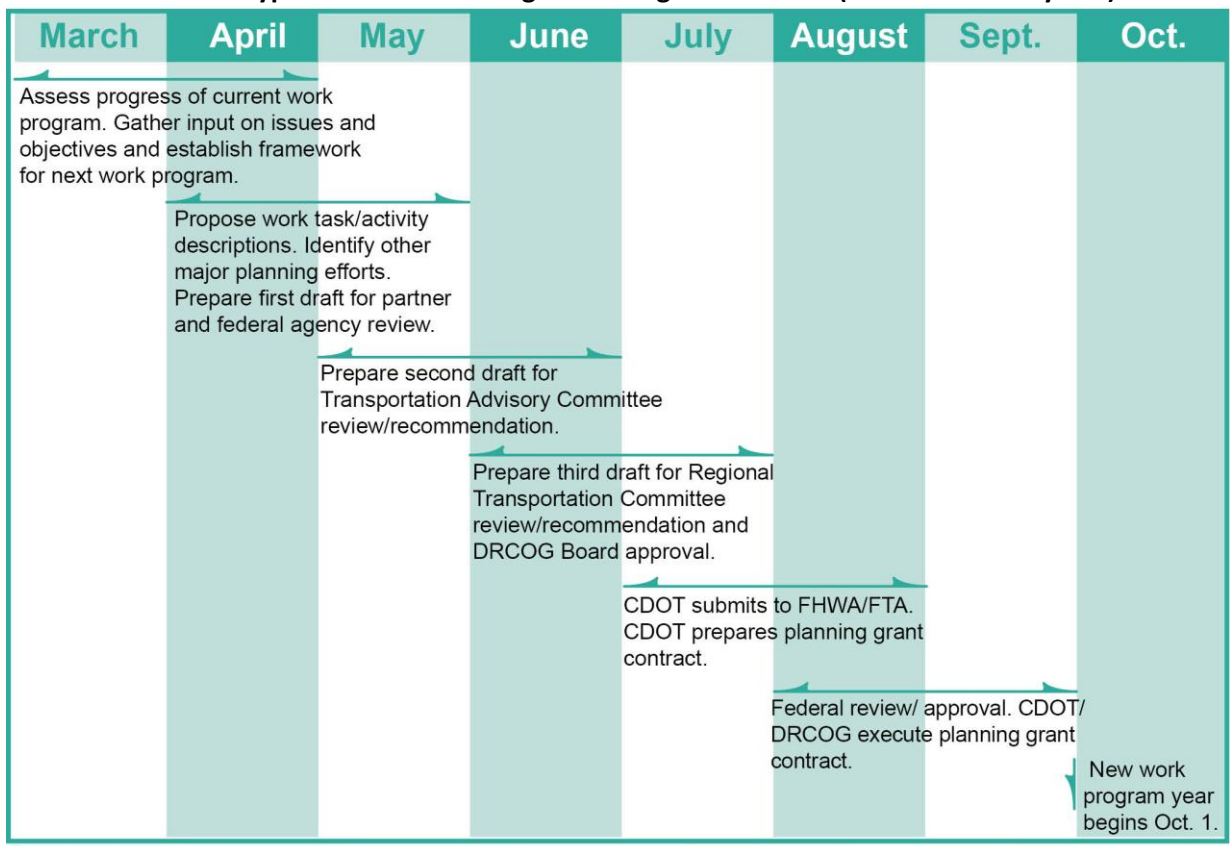 March April May June July August Sept. Oct.
Assess progress of current work
program. Gather input on issues and
objectives and establish framework
for next work program.
Propose work task/activity
descriptions. Identify other
major planning efforts.
Prepare first draft for partner
and federal agency review.
Prepare second draft for
Transportation Advisory Committee
review/recommendation.
Prepare third draft for Regional
Transportation Committee
review/recommendation and
DRCOG Board approval.
CDOT submits to FHWA/FTA.
CDOT prepares planning grant
contract.
Federal review/ approval. CDOT/
DRCOG execute planning grant
contract.
New work
program year
begins Oct. 1.